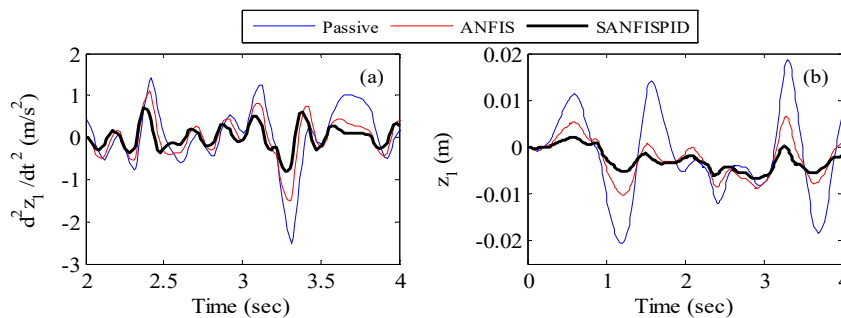 Passive ANFIS SANFISPID
(a)
d²z₁/dt² (m/s²)
2
1
0
-1
-2
-3
2 2.5 3 3.5 4
Time (sec)
(b)
z₁ (m)
0.02
0.01
0
-0.01
-0.02
0 1 2 3 4
Time (sec)